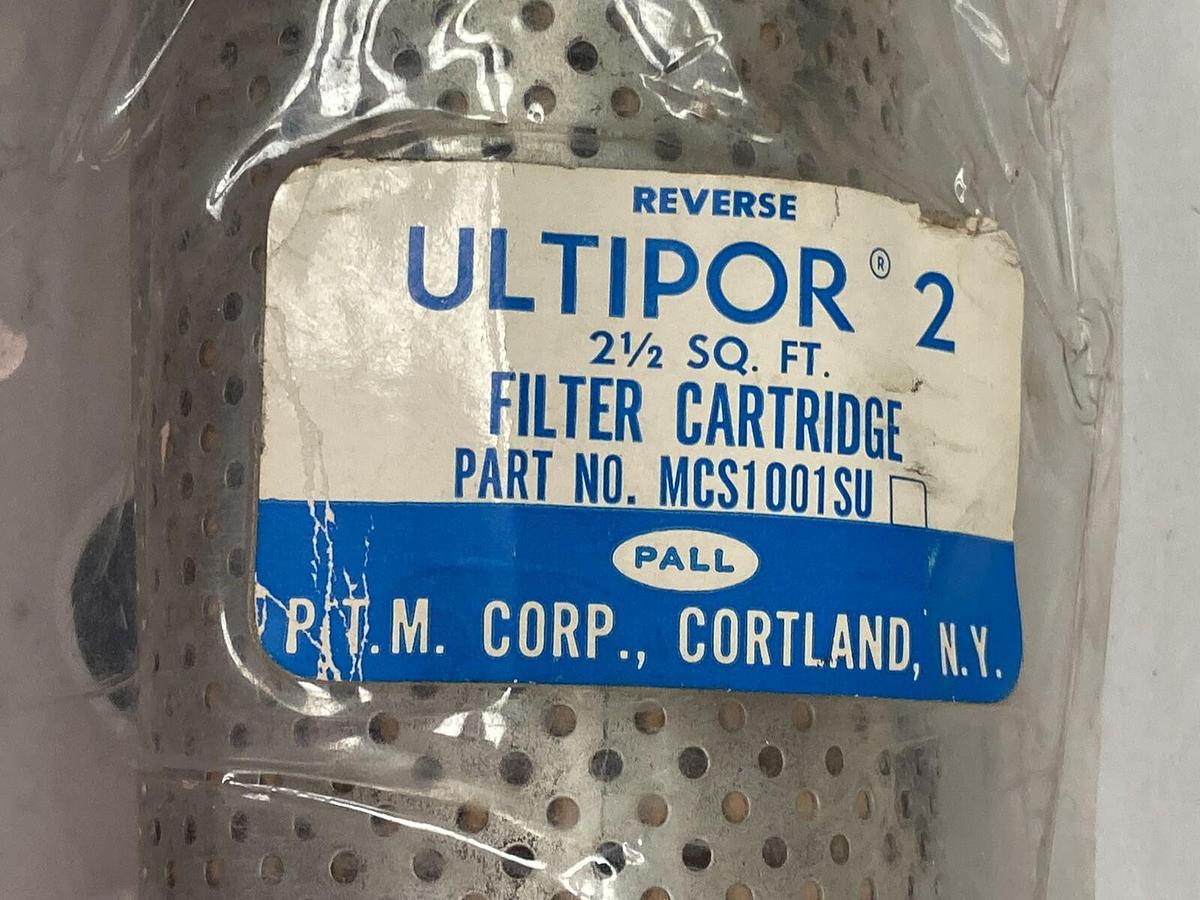 REVERSE
ULTIPOR® 2
2½ SQ. FT.
FILTER CARTRIDGE
PART NO. MCS1001SU
PALL
P.T.M. CORP., CORTLAND, N.Y.